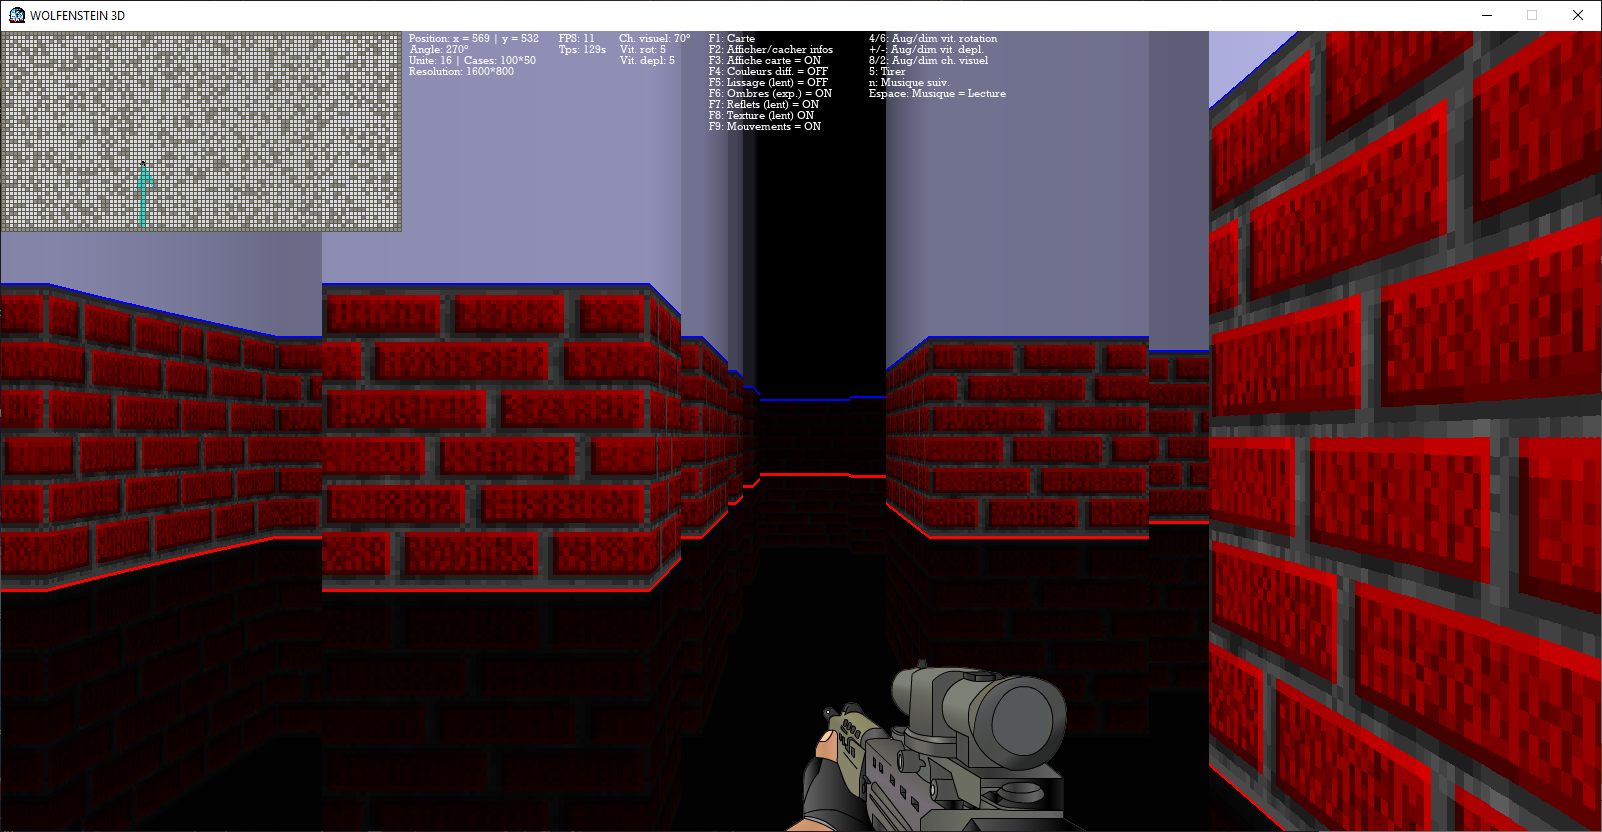 WOLFENSTEIN 3D
Position: x = 569 | y = 532
Angle: 270°
Unite: 16 | Cases: 100*50
Resolution: 1600*800
FPS: 11
Tps: 129s
Ch. visuel: 70°
Vit. rot: 5
Vit. depl: 5
F1: Carte
F2: Afficher/cacher infos
F3: Affiche carte = ON
F4: Couleurs diff. = OFF
F5: Lissage (lent) = OFF
F6: Ombres (exp.) = ON
F7: Reflets (lent) = ON
F8: Texture (lent) ON
F9: Mouvements = ON
4/6: Aug/dim vit. rotation
+/-: Aug/dim vit. depl.
8/2: Aug/dim ch. visuel
5: Tirer
n: Musique suiv.
Espace: Musique = Lecture